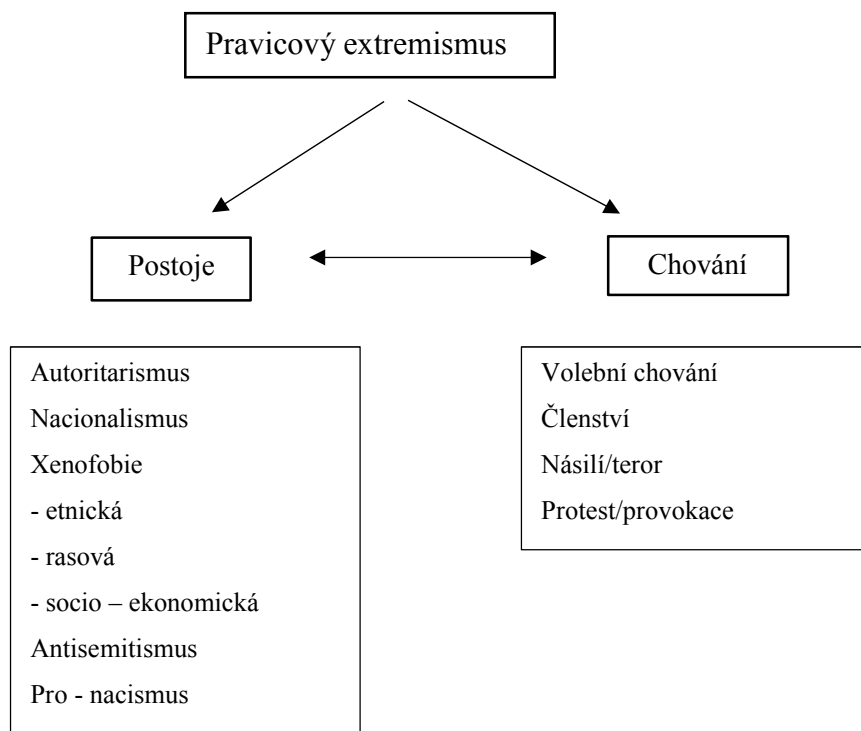 Pravicový extremismus
Postoje
Chování
Autoritarismus
Nacionalismus
Xenofobie
- etnická
- rasová
- socio – ekonomická
Antisemitismus
Pro - nacismus
Volební chování
Členství
Násilí/teror
Protest/provokace